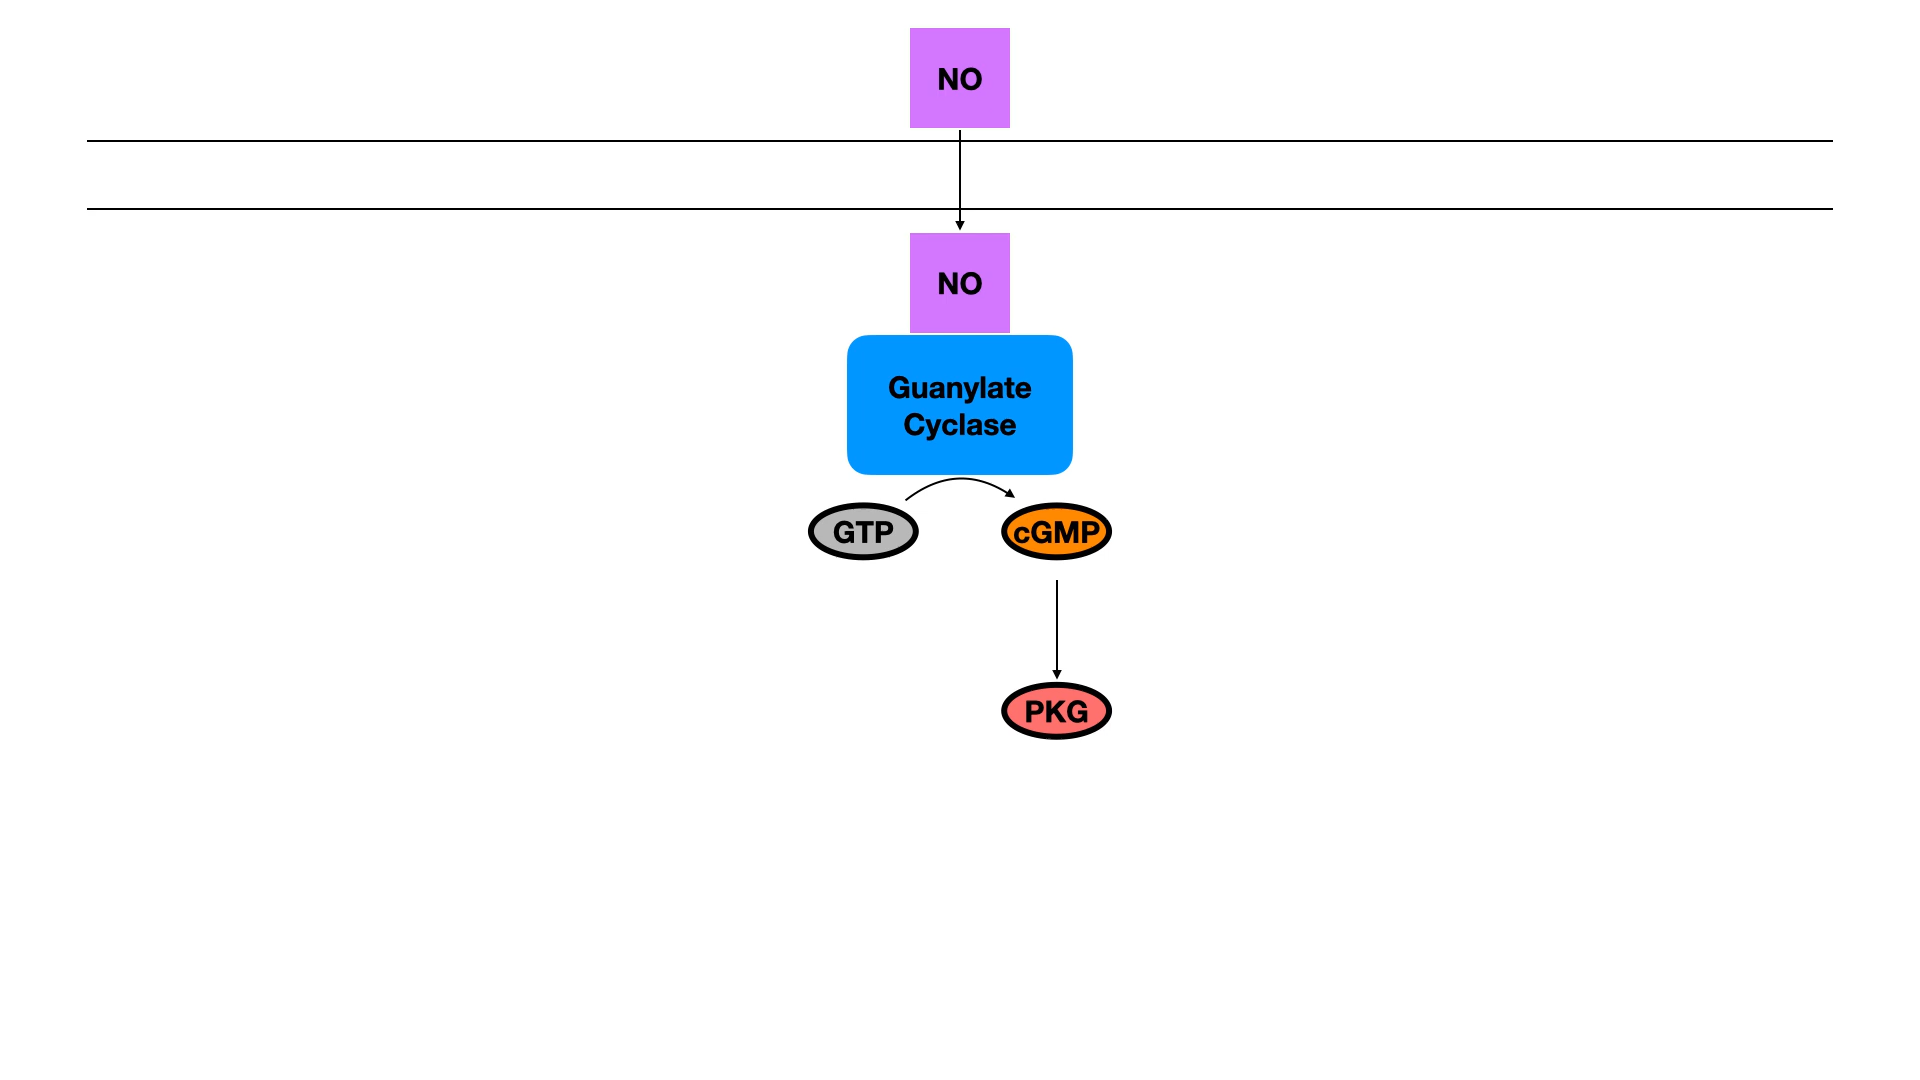 NO
NO
Guanylate
Cyclase
GTP
cGMP
PKG